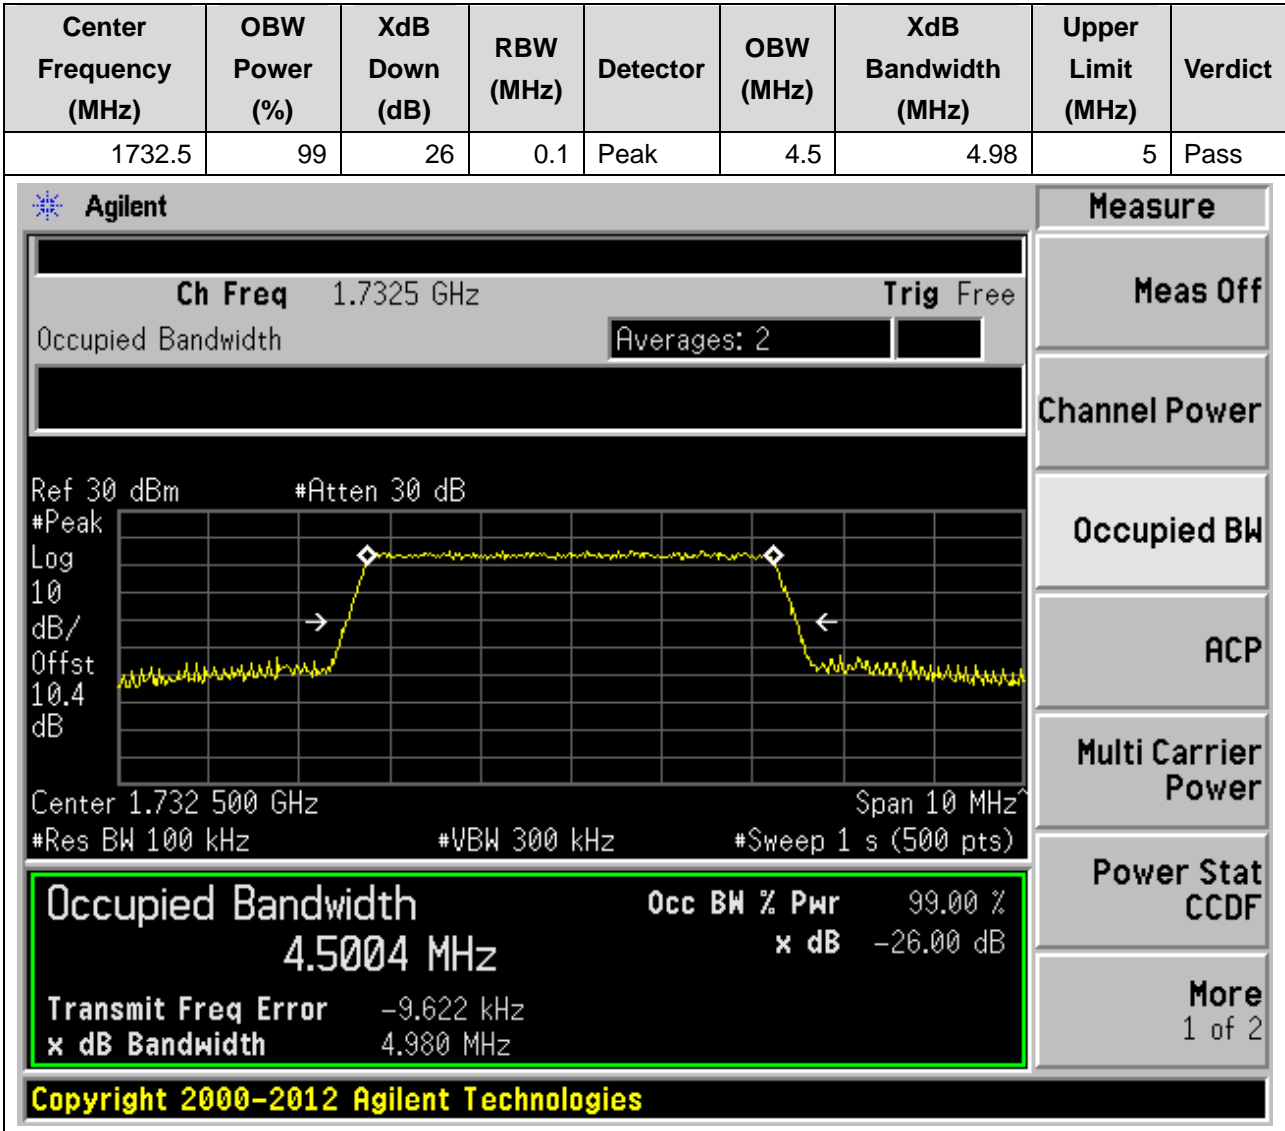 Center Frequency (MHz) OBW Power (%) XdB Down (dB) RBW (MHz) Detector OBW (MHz) XdB Bandwidth (MHz) Upper Limit (MHz) Verdict
1732.5 99 26 0.1 Peak 4.5 4.98 5 Pass
Agilent
Measure
Ch Freq 1.7325 GHz Trig Free
Occupied Bandwidth Averages: 2
Ref 30 dBm #Atten 30 dB
#Peak
Log
10
dB/
Offst
10.4
dB
Center 1.732 500 GHz Span 10 MHz^
#Res BW 100 kHz #VBW 300 kHz #Sweep 1 s (500 pts)
Occupied Bandwidth Occ BW % Pwr 99.00 %
4.5004 MHz x dB -26.00 dB
Transmit Freq Error -9.622 kHz
x dB Bandwidth 4.980 MHz
Meas Off
Channel Power
Occupied BW
ACP
Multi Carrier
Power
Power Stat
CCDF
More
1 of 2
Copyright 2000-2012 Agilent Technologies